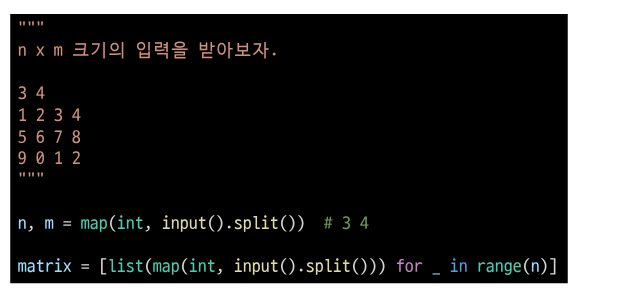 """
n x m 크기의 입력을 받아보자.
3 4
1 2 3 4
5 6 7 8
9 0 1 2
"""
n, m = map(int, input().split())  # 3 4
matrix = [list(map(int, input().split())) for _ in range(n)]